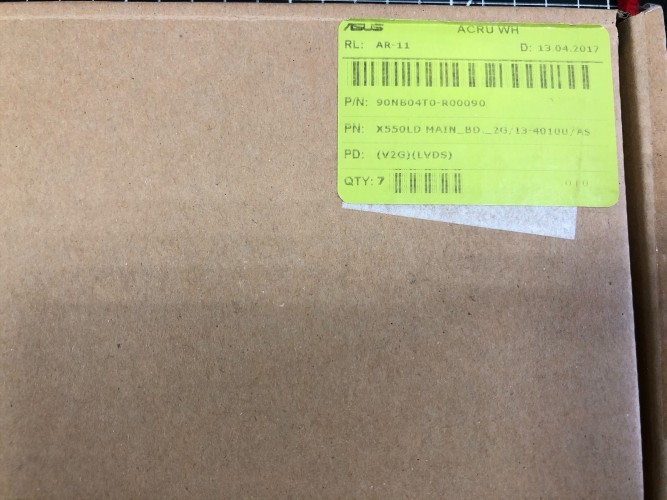 ASUS ACRU WH
RL: AR-11 D: 13.04.2017
P/N: 90NB04T0-R00090
PN: X550LD MAIN_BD._2G/I3-4010U/AS
PD: (V2G)(LVDS)
QTY: 7